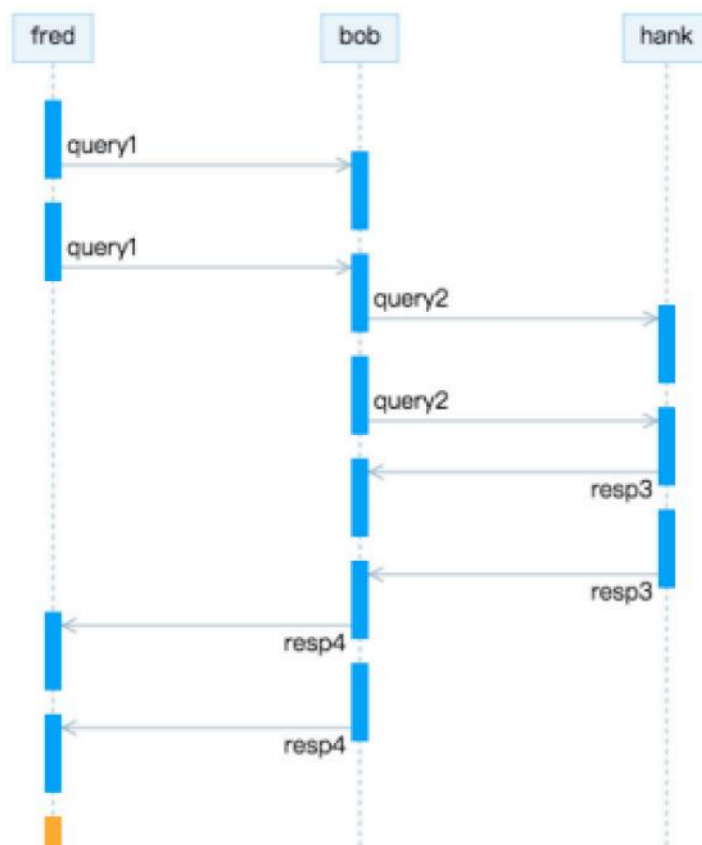 fred bob hank
query1
query1
query2
query2
resp3
resp3
resp4
resp4